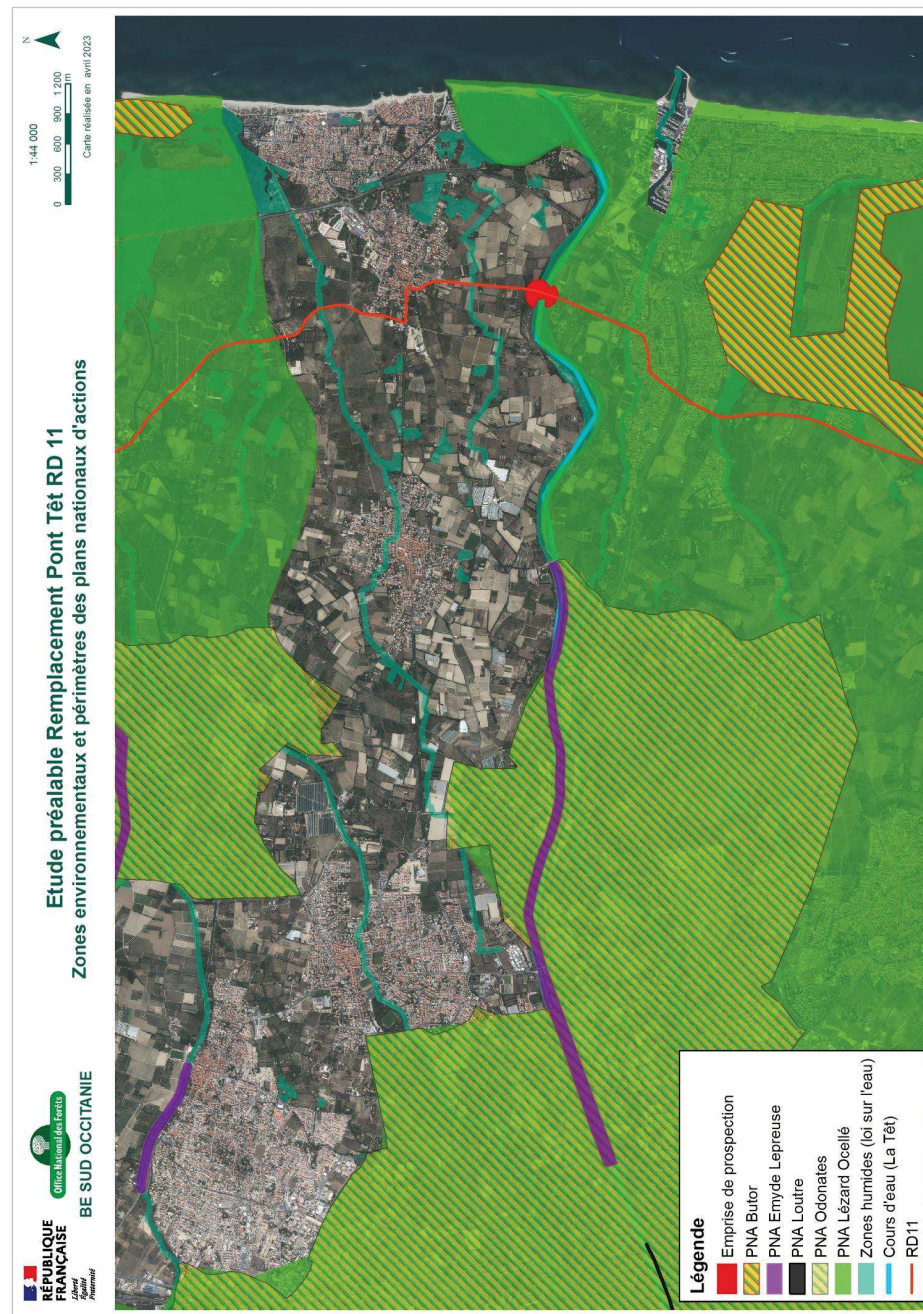 RÉPUBLIQUE
FRANÇAISE
Liberté
Égalité
Fraternité
Office National des Forêts
BE SUD OCCITANIE
Etude préalable Remplacement Pont Têt RD 11
Zones environnementaux et périmètres des plans nationaux d'actions
N
1:44 000
0 300 600 900 1 200
m
Carte réalisée en avril 2023
Légende
Emprise de prospection
PNA Butor
PNA Emyde Lepreuse
PNA Loutre
PNA Odonates
PNA Lézard Ocellé
Zones humides (loi sur l'eau)
Cours d'eau (La Têt)
RD11